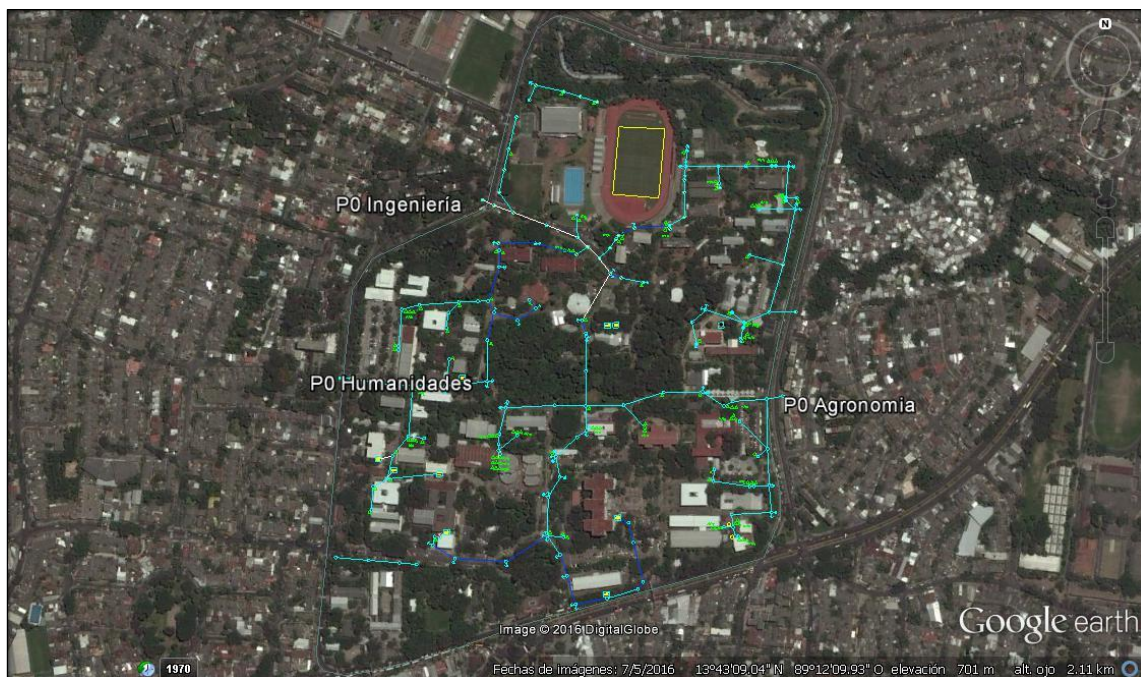 N
P0 Ingeniería
P0 Humanidades
P0 Agronomia
Image © 2016 DigitalGlobe
Google earth
1970
Fechas de imágenes: 7/5/2016 13°43'09.04" N 89°12'09.93" O elevación 701 m alt. ojo 2.11 km